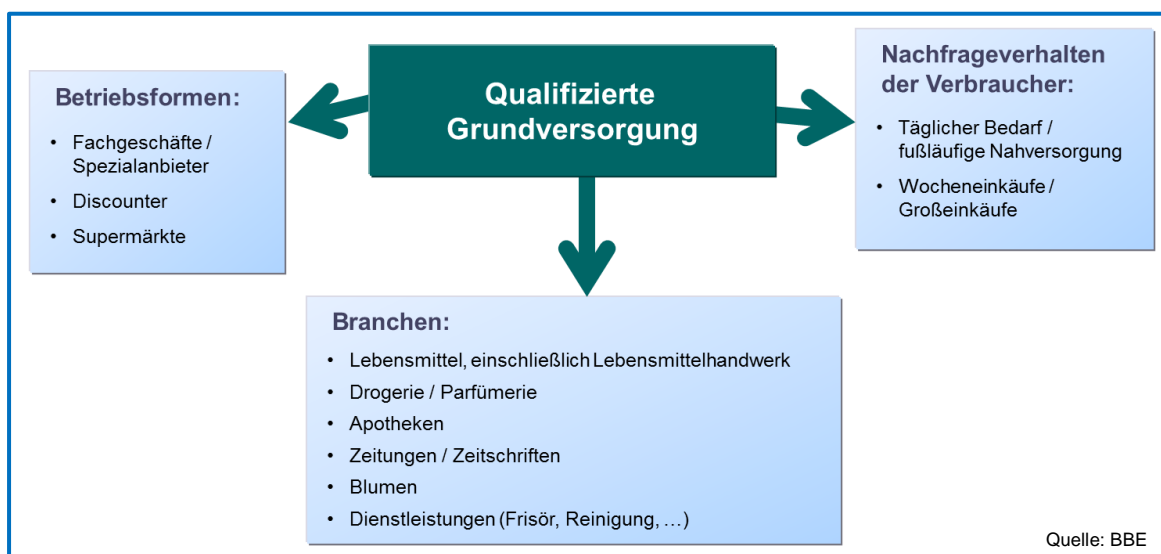 Qualifizierte
Grundversorgung
Betriebsformen:
• Fachgeschäfte /
Spezialanbieter
• Discounter
• Supermärkte
Nachfrageverhalten
der Verbraucher:
• Täglicher Bedarf /
fußläufige Nahversorgung
• Wocheneinkäufe /
Großeinkäufe
Branchen:
• Lebensmittel, einschließlich Lebensmittelhandwerk
• Drogerie / Parfümerie
• Apotheken
• Zeitungen / Zeitschriften
• Blumen
• Dienstleistungen (Frisör, Reinigung, …)
Quelle: BBE